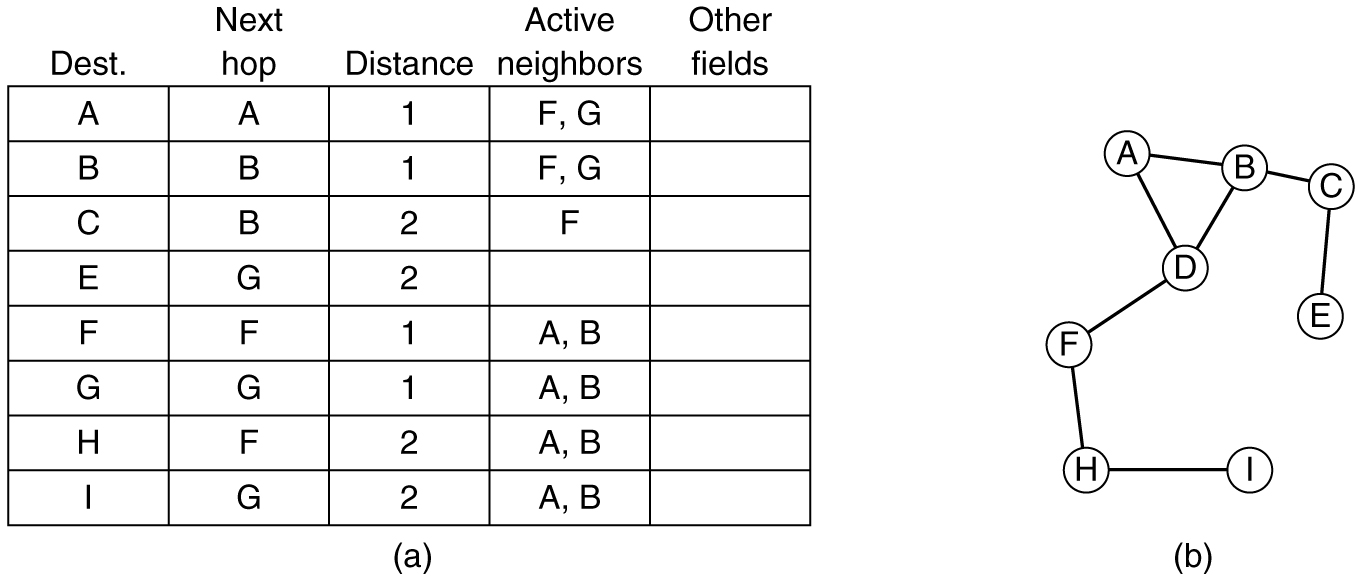 Dest. Next hop Distance Active neighbors Other fields
A A 1 F, G
B B 1 F, G
C B 2 F
E G 2
F F 1 A, B
G G 1 A, B
H F 2 A, B
I G 2 A, B
(a)
A
B
C
D
E
F
H
I
(b)